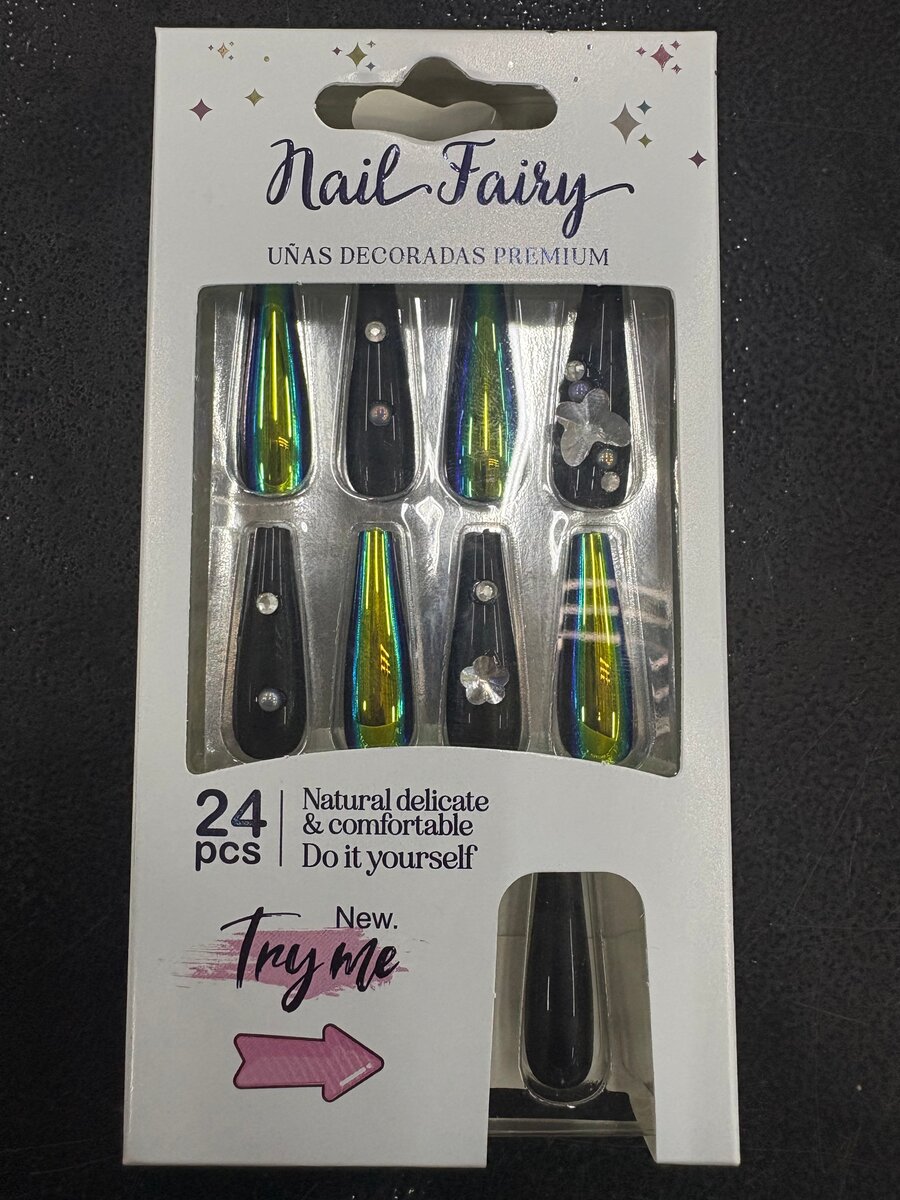 Nail Fairy
UÑAS DECORADAS PREMIUM
24
pcs
Natural delicate
& comfortable
Do it yourself
New.
Try me